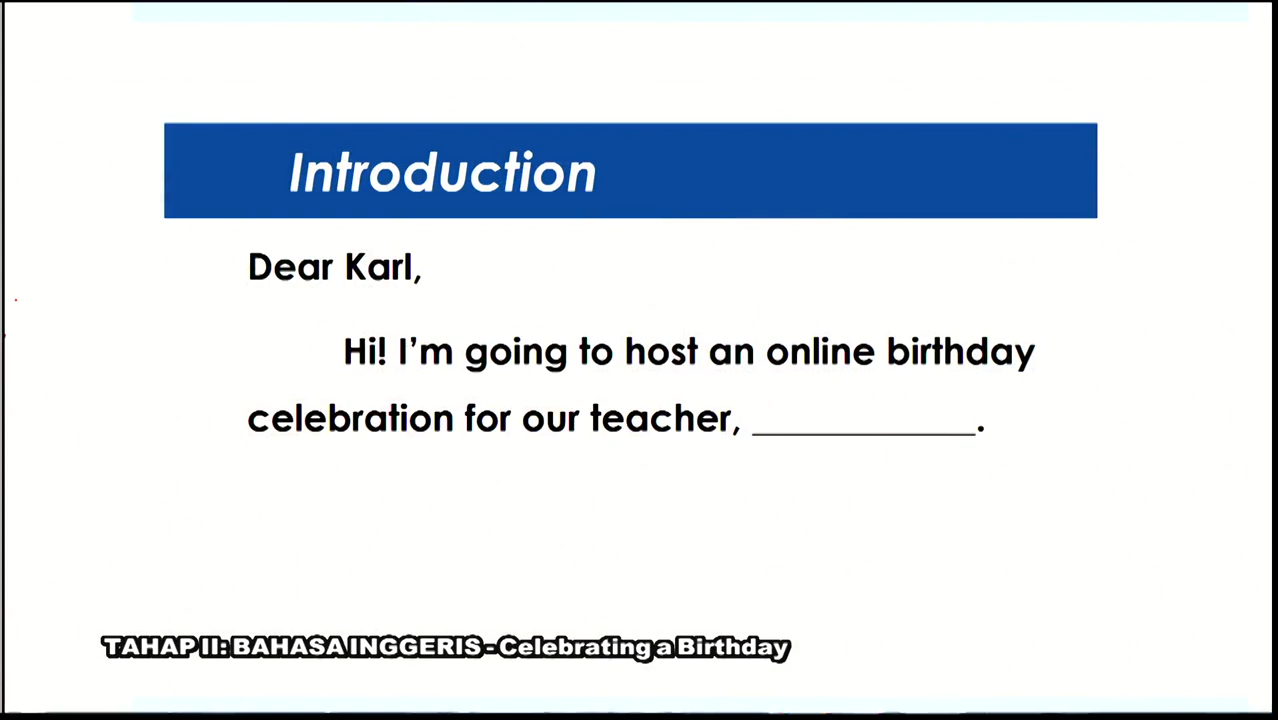 Introduction
Dear Karl,
Hi! I'm going to host an online birthday
celebration for our teacher, ____________.
TAHAP II: BAHASA INGGERIS - Celebrating a Birthday